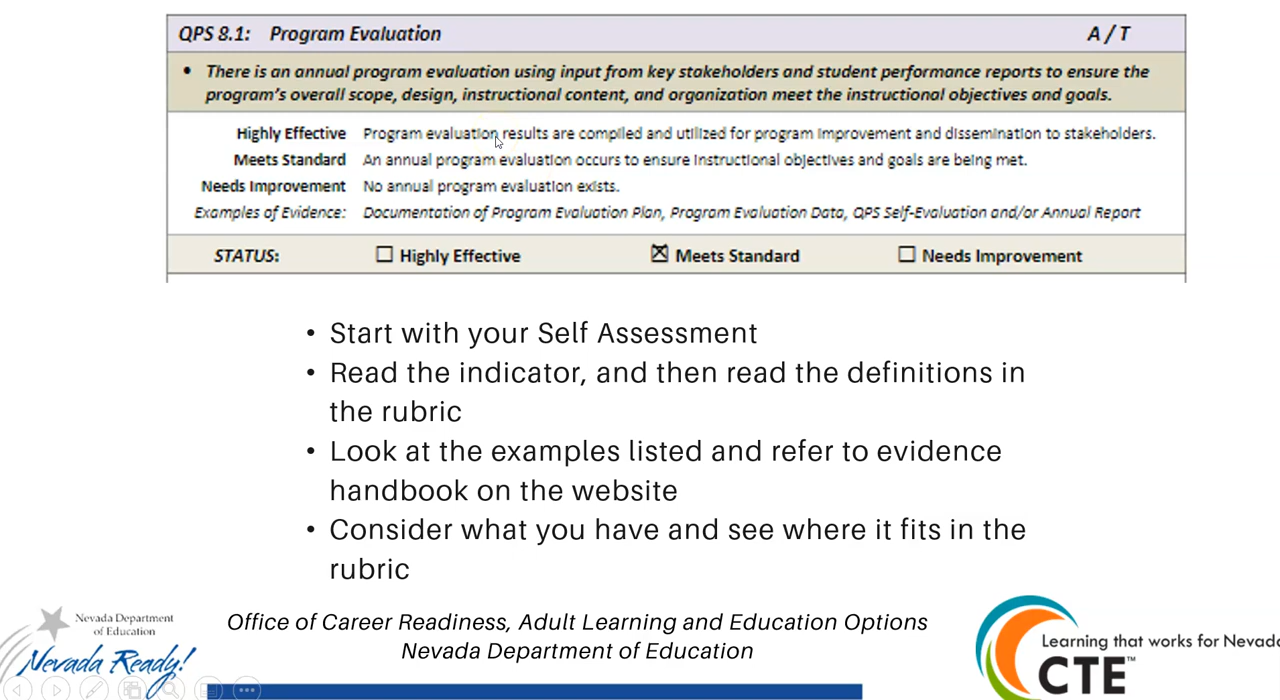 QPS 8.1: Program Evaluation A / T
• There is an annual program evaluation using input from key stakeholders and student performance reports to ensure the
program's overall scope, design, instructional content, and organization meet the instructional objectives and goals.
Highly Effective Program evaluation results are compiled and utilized for program improvement and dissemination to stakeholders.
Meets Standard An annual program evaluation occurs to ensure instructional objectives and goals are being met.
Needs Improvement No annual program evaluation exists.
Examples of Evidence: Documentation of Program Evaluation Plan, Program Evaluation Data, QPS Self-Evaluation and/or Annual Report
STATUS: ☐ Highly Effective ☒ Meets Standard ☐ Needs Improvement
• Start with your Self Assessment
• Read the indicator, and then read the definitions in
the rubric
• Look at the examples listed and refer to evidence
handbook on the website
• Consider what you have and see where it fits in the
rubric
Nevada Department
of Education
Nevada Ready!
Office of Career Readiness, Adult Learning and Education Options
Nevada Department of Education
Learning that works for Nevada
CTE™